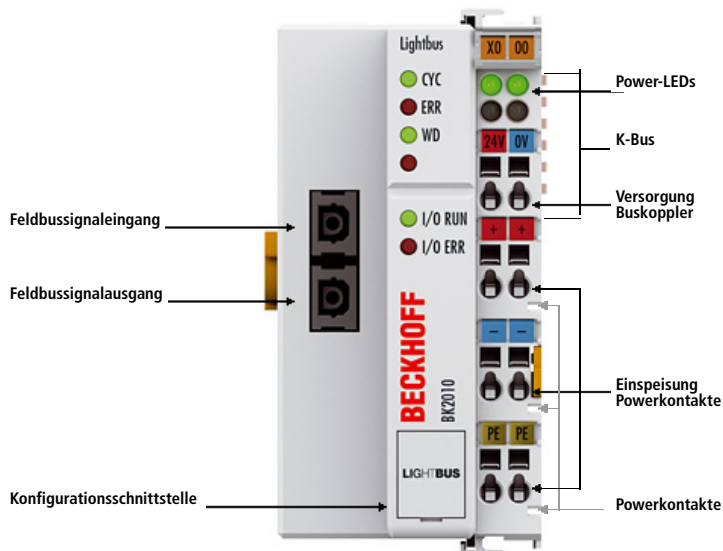 Lightbus
X0 00
CYC
ERR
WD
24V 0V
I/O RUN
I/O ERR
+ +
BECKHOFF
BK2010
− −
PE PE
LIGHTBUS
Feldbussignaleingang
Feldbussignalausgang
Konfigurationsschnittstelle
Power-LEDs
K-Bus
Versorgung
Buskoppler
Einspeisung
Powerkontakte
Powerkontakte